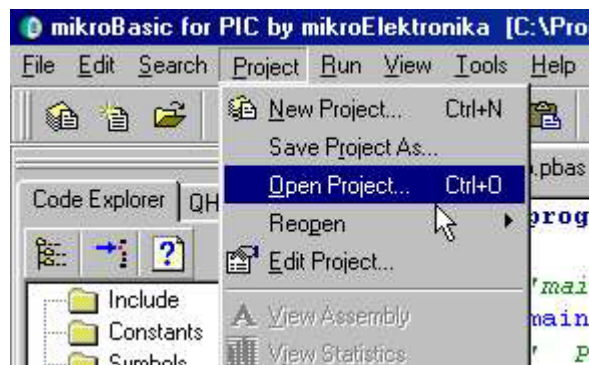 mikroBasic for PIC by mikroElektronika [C:\Pro
File Edit Search Project Run View Tools Help
New Project... Ctrl+N
Save Project As...
.pbas
Open Project... Ctrl+O
Code Explorer QH
Reopen
prog
Edit Project...
'mai
Include
View Assembly
main
Constants
View Statistics
' P
Symbols